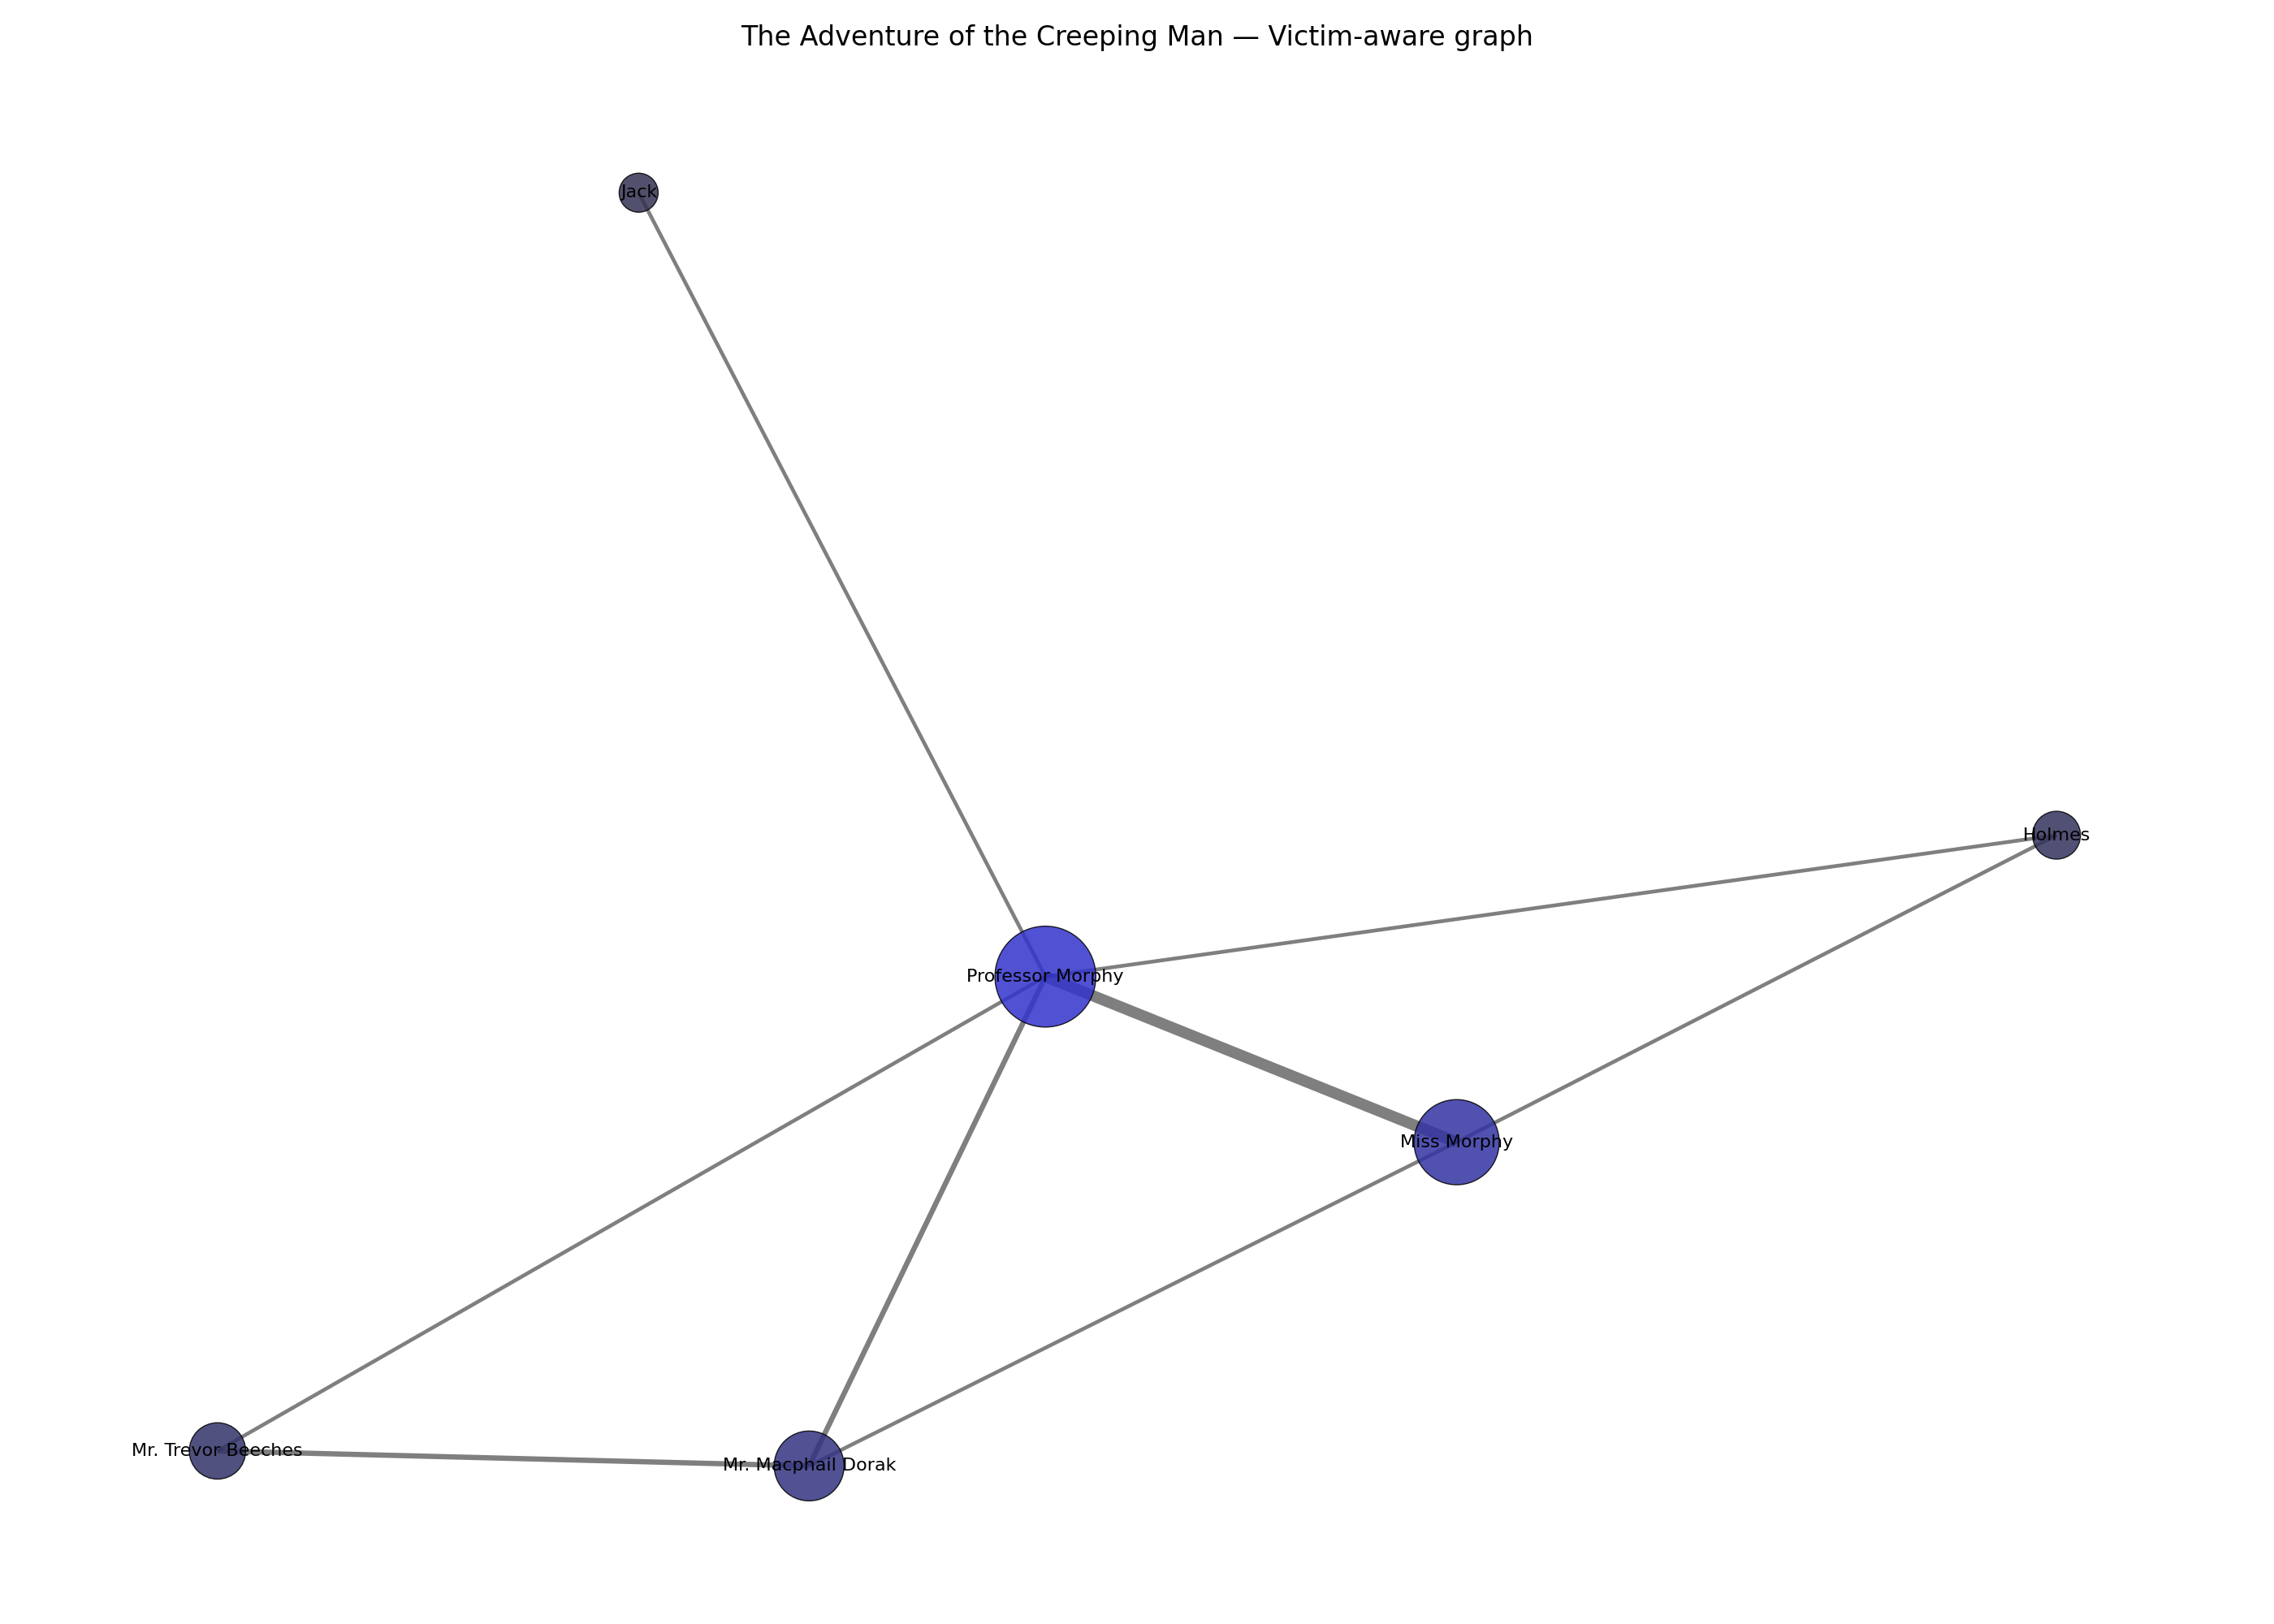 The Adventure of the Creeping Man — Victim-aware graph
Jack
Holmes
Professor Morphy
Miss Morphy
Mr. Trevor Beeches
Mr. Macphail Dorak